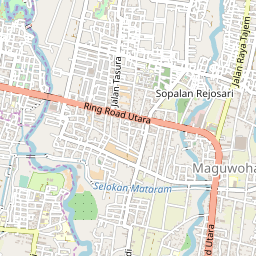 Jalan Raya Tajem
Jalan Tasura
Sopalan Rejosari
Ring Road Utara
Maguwoha
Selokan Mataram
d Utara